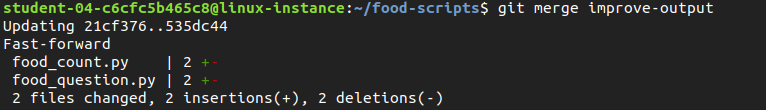 student-04-c6cfc5b465c8@linux-instance:~/food-scripts$ git merge improve-output
Updating 21cf376..535dc44
Fast-forward
 food_count.py    | 2 +-
 food_question.py | 2 +-
 2 files changed, 2 insertions(+), 2 deletions(-)